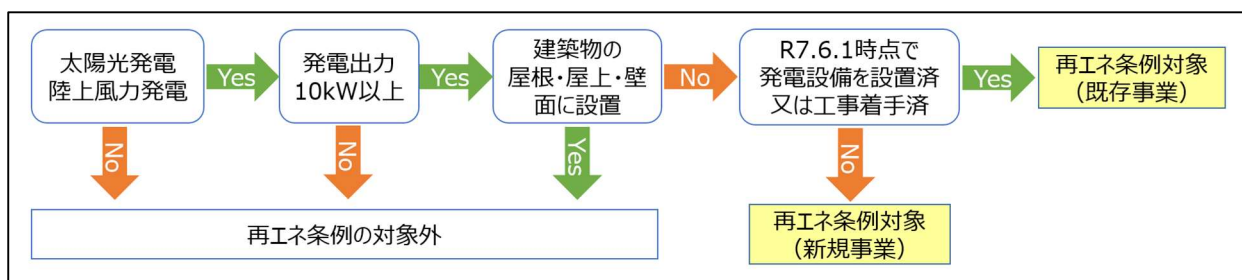 太陽光発電
陸上風力発電
Yes
No
発電出力
10kW以上
Yes
No
建築物の
屋根・屋上・壁
面に設置
No
Yes
R7.6.1時点で
発電設備を設置済
又は工事着手済
Yes
No
再エネ条例対象
（既存事業）
再エネ条例の対象外
再エネ条例対象
（新規事業）